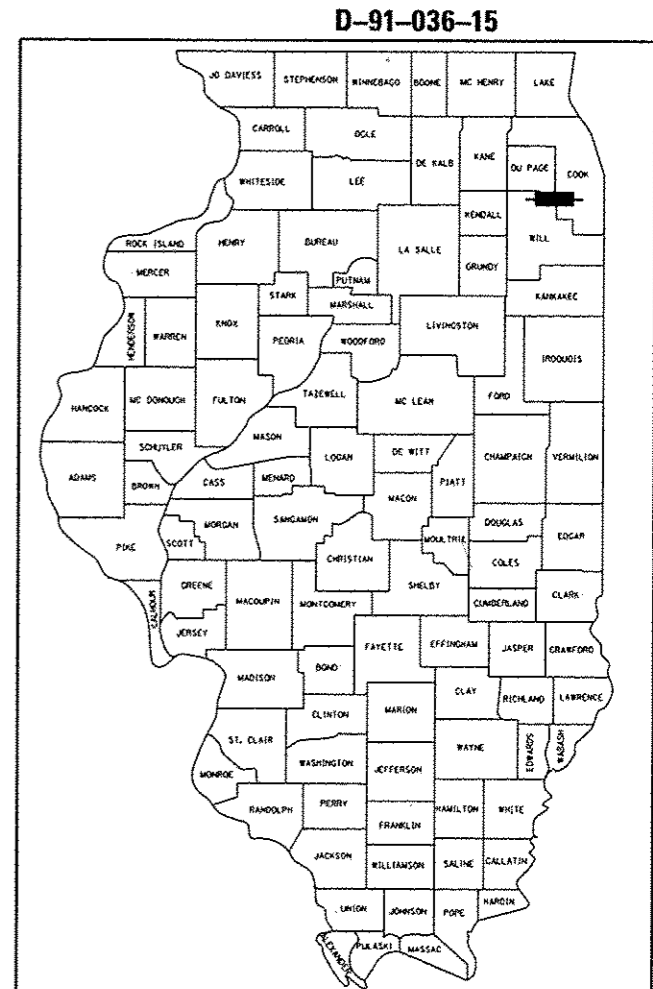 D-91-036-15
JO DAVIESS STEPHENSON WINNEBAGO BOONE MC HENRY LAKE
CARROLL OGLE DE KALB KANE DU PAGE COOK
WHITESIDE LEE
KENDALL WILL
ROCK ISLAND HENRY BUREAU LA SALLE GRUNDY
MERCER PUTNAM KANKAKEE
STARK MARSHALL
HENDERSON WARREN KNOX PEORIA WOODFORD LIVINGSTON IROQUOIS
HANCOCK MC DONOUGH FULTON TAZEWELL MC LEAN FORD
SCHUYLER MASON LOGAN DE WITT CHAMPAIGN VERMILION
ADAMS BROWN CASS MENARD MACON PIATT
PIKE SCOTT MORGAN SANGAMON CHRISTIAN MOULTRIE DOUGLAS EDGAR
COLES
GREENE MACOUPIN MONTGOMERY SHELBY CUMBERLAND CLARK
CALHOUN JERSEY
FAYETTE EFFINGHAM JASPER CRAWFORD
MADISON BOND
CLAY RICHLAND LAWRENCE
CLINTON MARION
ST. CLAIR WASHINGTON WAYNE EDWARDS WABASH
MONROE JEFFERSON
RANDOLPH PERRY HAMILTON WHITE
FRANKLIN
JACKSON WILLIAMSON SALINE GALLATIN
UNION JOHNSON POPE HARDIN
ALEXANDER PULASKI MASSAC